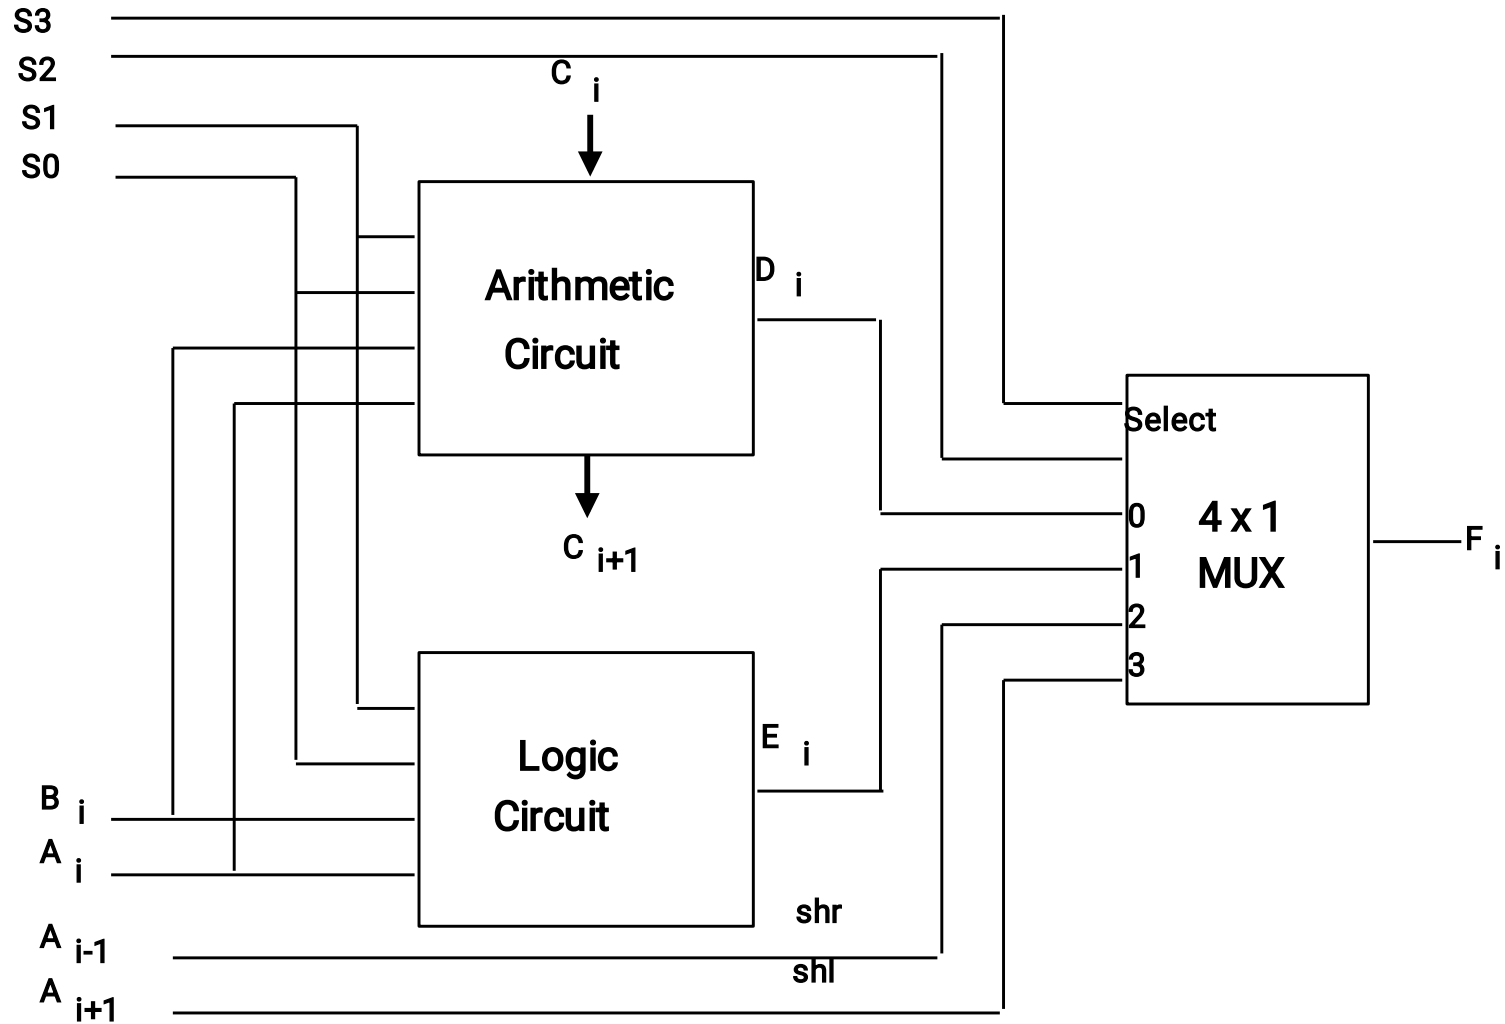 S3
S2
C i
S1
S0
D i
Arithmetic
Circuit
Select
0
4 x 1
F i
C i+1
1
MUX
2
3
E i
Logic
Circuit
B i
A i
shr
A i-1
shl
A i+1